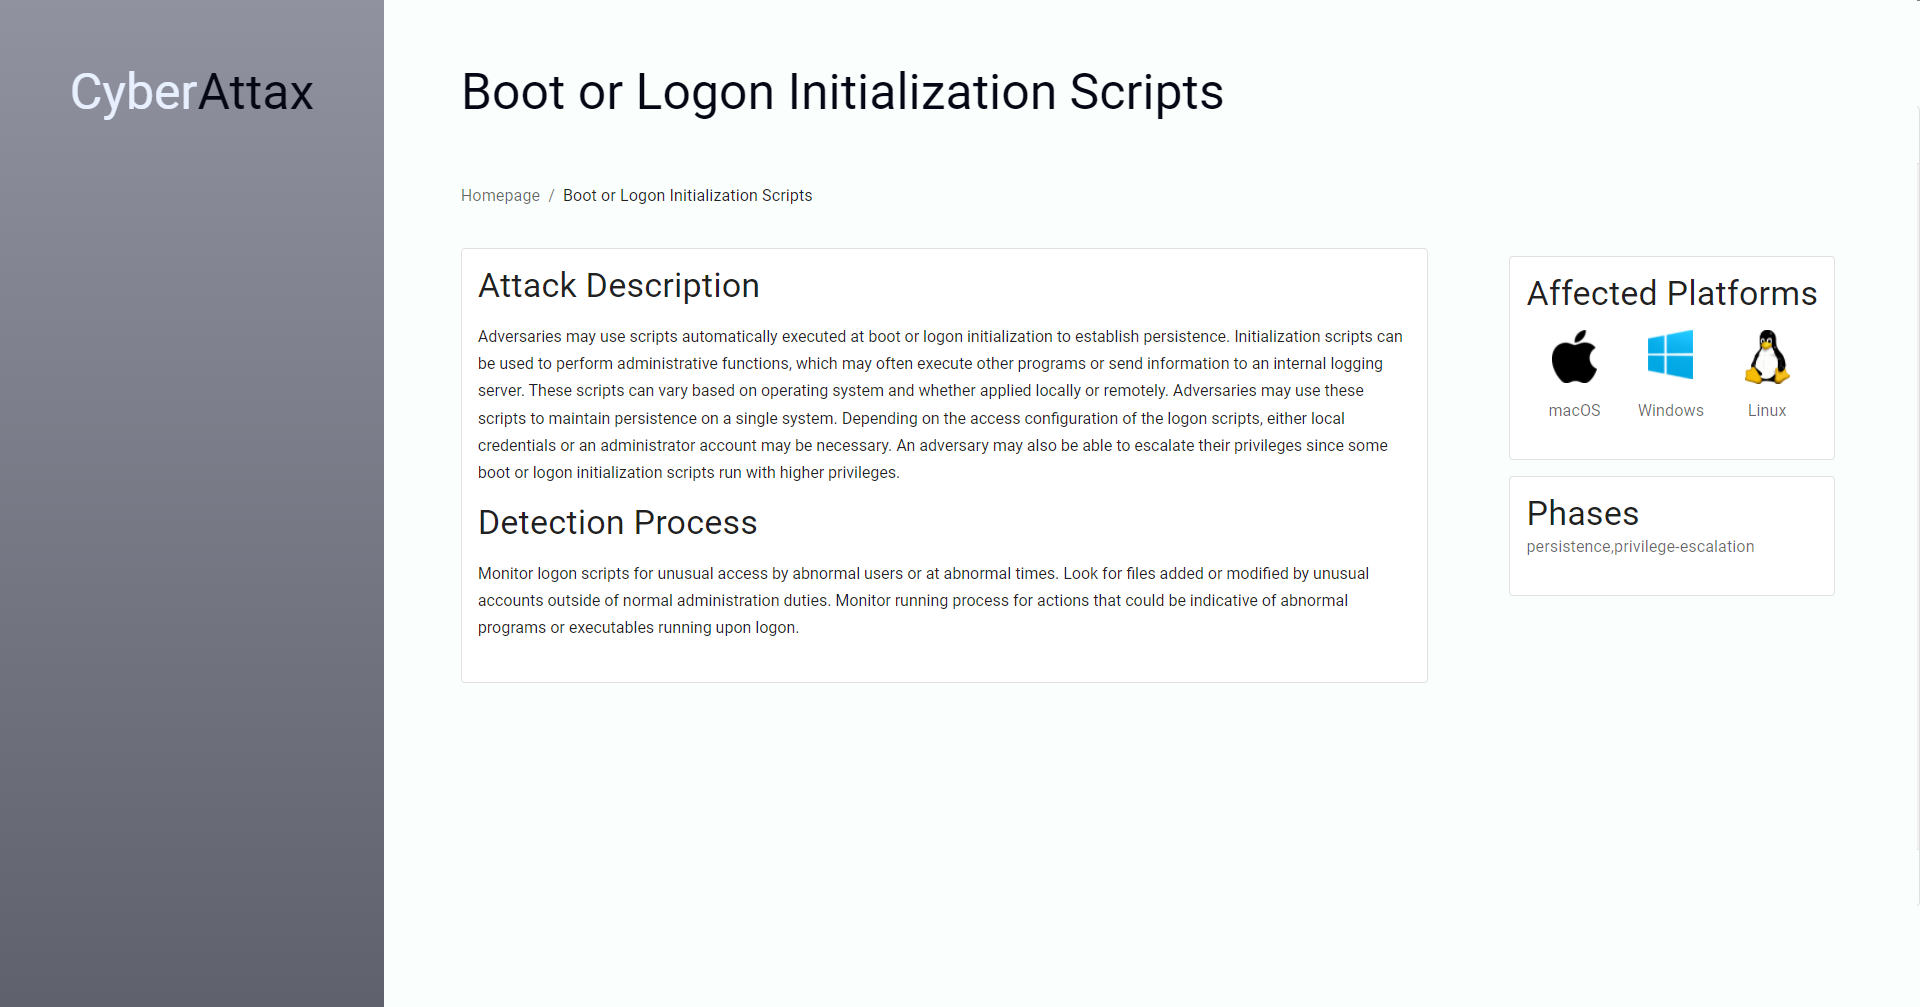 CyberAttax
Boot or Logon Initialization Scripts
Homepage / Boot or Logon Initialization Scripts
Attack Description
Adversaries may use scripts automatically executed at boot or logon initialization to establish persistence. Initialization scripts can
be used to perform administrative functions, which may often execute other programs or send information to an internal logging
server. These scripts can vary based on operating system and whether applied locally or remotely. Adversaries may use these
scripts to maintain persistence on a single system. Depending on the access configuration of the logon scripts, either local
credentials or an administrator account may be necessary. An adversary may also be able to escalate their privileges since some
boot or logon initialization scripts run with higher privileges.
Detection Process
Monitor logon scripts for unusual access by abnormal users or at abnormal times. Look for files added or modified by unusual
accounts outside of normal administration duties. Monitor running process for actions that could be indicative of abnormal
programs or executables running upon logon.
Affected Platforms
macOS Windows Linux
Phases
persistence,privilege-escalation